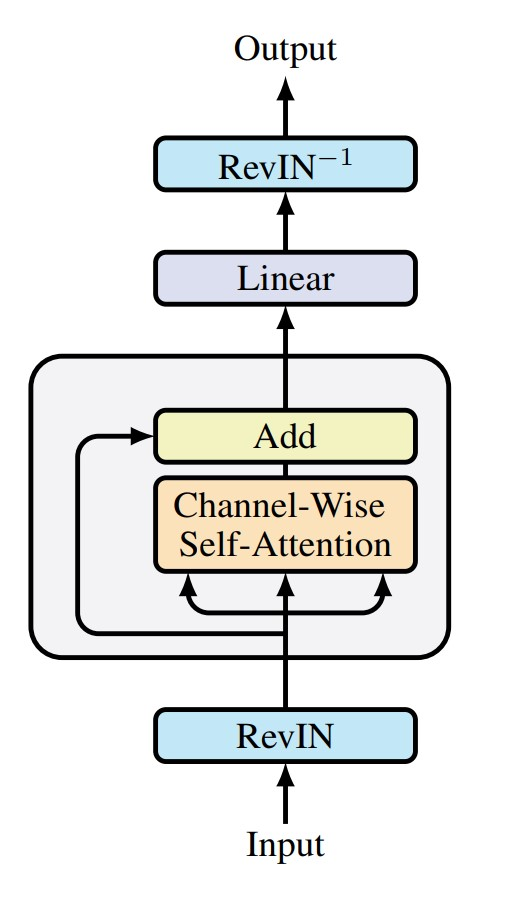 Output
RevIN⁻¹
Linear
Add
Channel-Wise
Self-Attention
RevIN
Input